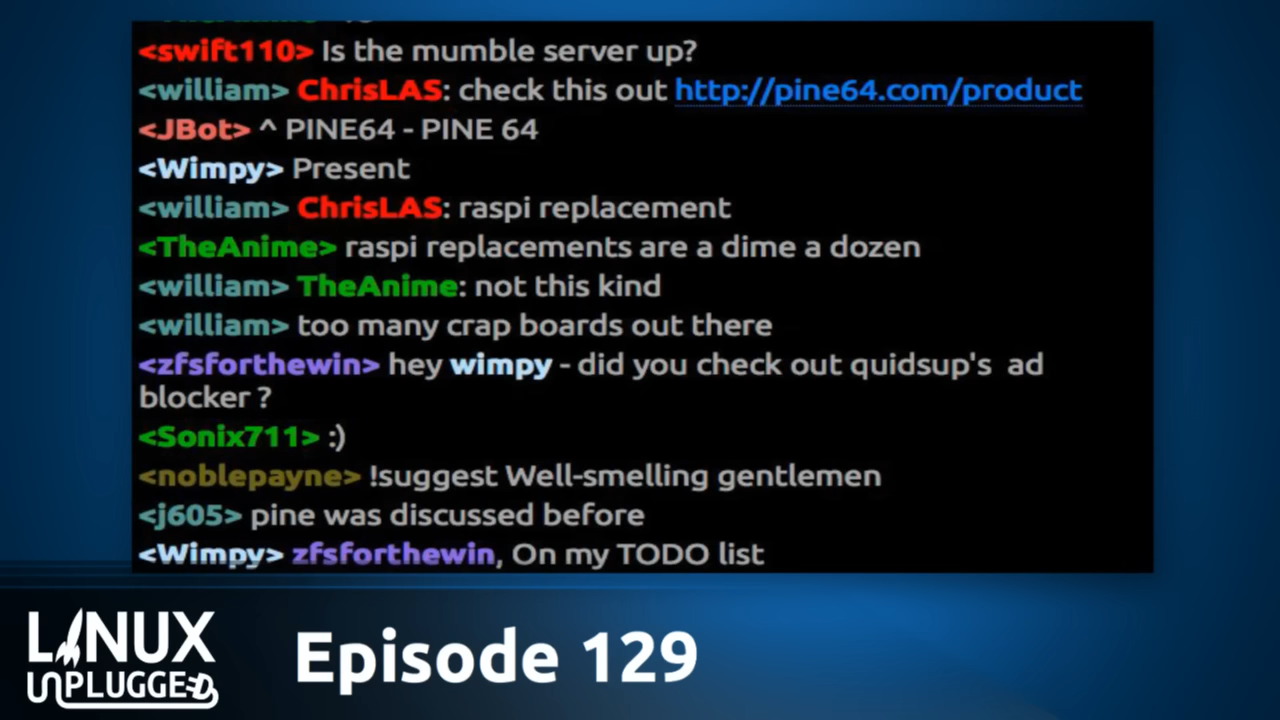 <swift110> Is the mumble server up?
<william> ChrisLAS: check this out http://pine64.com/product
<JBot> ^ PINE64 - PINE 64
<Wimpy> Present
<william> ChrisLAS: raspi replacement
<TheAnime> raspi replacements are a dime a dozen
<william> TheAnime: not this kind
<william> too many crap boards out there
<zfsforthewin> hey wimpy - did you check out quidsup's  ad
blocker ?
<Sonix711> :)
<noblepayne> !suggest Well-smelling gentlemen
<j605> pine was discussed before
<Wimpy> zfsforthewin, On my TODO list
LINUX
UNPLUGGED
Episode 129